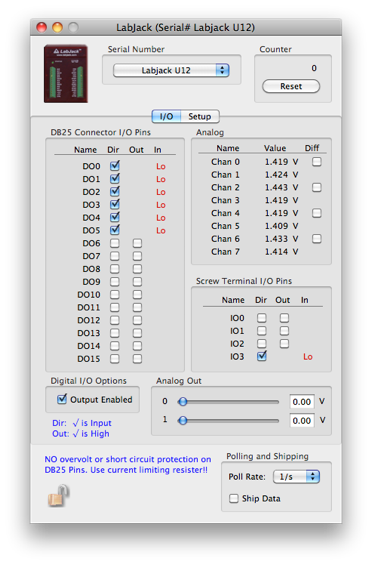 LabJack (Serial# Labjack U12)
LabJack
Serial Number
Labjack U12
Counter
0
Reset
I/O Setup
DB25 Connector I/O Pins
Name Dir Out In
DO0 Lo
DO1 Lo
DO2 Lo
DO3 Lo
DO4 Lo
DO5 Lo
DO6
DO7
DO8
DO9
DO10
DO11
DO12
DO13
DO14
DO15
Analog
Name Value Diff
Chan 0 1.419 V
Chan 1 1.424 V
Chan 2 1.443 V
Chan 3 1.419 V
Chan 4 1.419 V
Chan 5 1.409 V
Chan 6 1.433 V
Chan 7 1.414 V
Screw Terminal I/O Pins
Name Dir Out In
IO0
IO1
IO2
IO3 Lo
Digital I/O Options
Output Enabled
Dir: √ is Input
Out: √ is High
Analog Out
0 0.00 V
1 0.00 V
NO overvolt or short circuit protection on
DB25 Pins. Use current limiting resister!!
Polling and Shipping
Poll Rate: 1/s
Ship Data